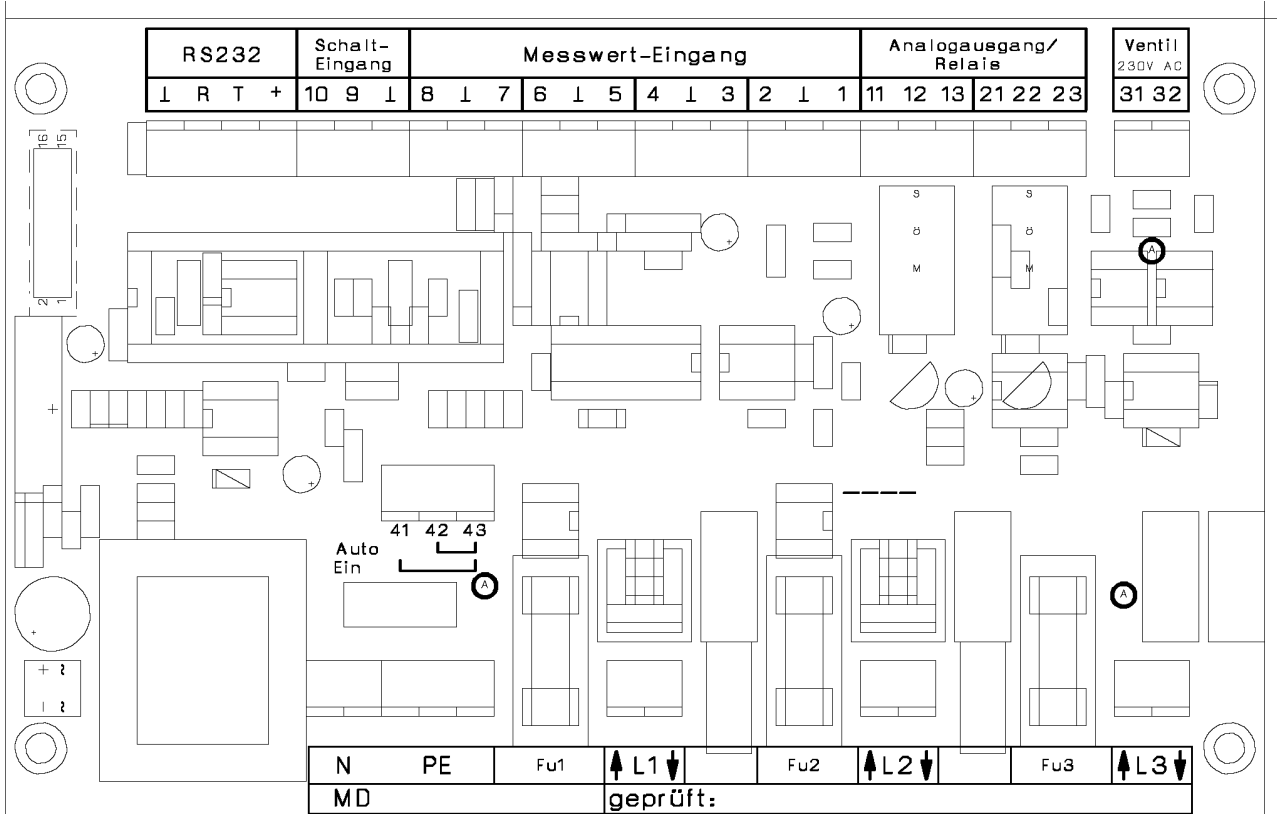 RS232
Schalt-
Eingang
Messwert-Eingang
Analogausgang/
Relais
Ventil
230V AC
⊥ R T + 10 9 ⊥ 8 ⊥ 7 6 ⊥ 5 4 ⊥ 3 2 ⊥ 1 11 12 13 21 22 23 31 32
16 15
S
Ö
M
S
Ö
M
A
2 1
+
+
+
+
+
+
+
41 42 43
Auto
Ein
A
A
+
+ ~
- ~
N PE Fu1 ↑ L1 ↓ Fu2 ↑ L2 ↓ Fu3 ↑ L3 ↓
MD geprüft: